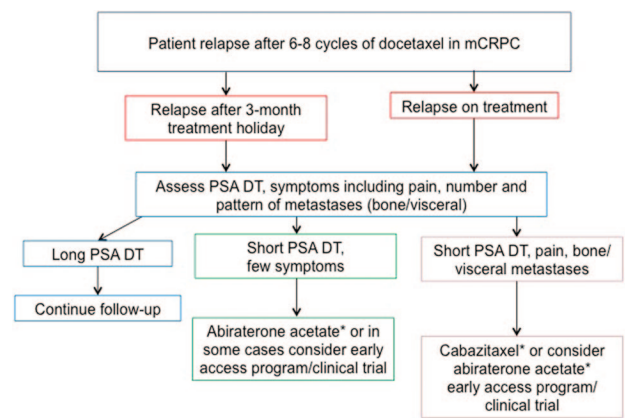 Patient relapse after 6-8 cycles of docetaxel in mCRPC
Relapse after 3-month
treatment holiday
Relapse on treatment
Assess PSA DT, symptoms including pain, number and
pattern of metastases (bone/visceral)
Long PSA DT
Continue follow-up
Short PSA DT,
few symptoms
Abiraterone acetate* or in
some cases consider early
access program/clinical trial
Short PSA DT, pain, bone/
visceral metastases
Cabazitaxel* or consider
abiraterone acetate*
early access program/
clinical trial